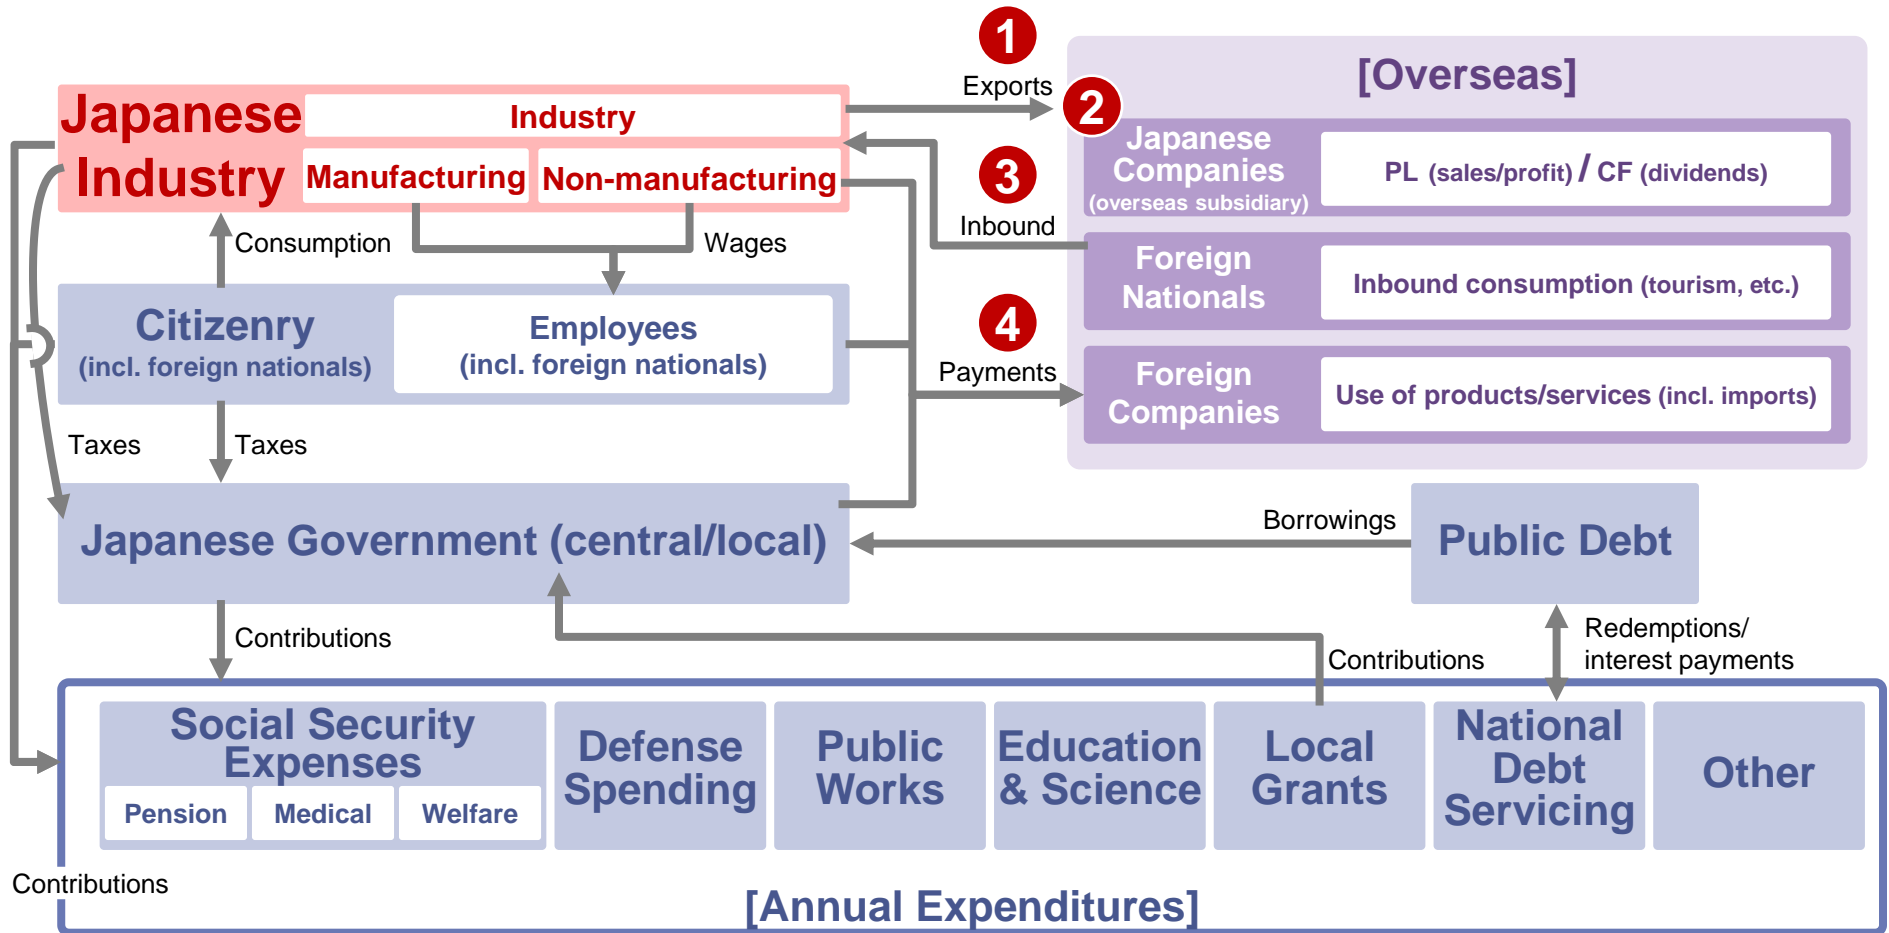 1
Exports
[Overseas]
Japanese
Industry
Industry
Manufacturing
Non-manufacturing
2
Japanese
Companies
(overseas subsidiary)
PL (sales/profit) / CF (dividends)
3
Inbound
Consumption
Wages
Foreign
Nationals
Inbound consumption (tourism, etc.)
Citizenry
(incl. foreign nationals)
Employees
(incl. foreign nationals)
4
Payments
Foreign
Companies
Use of products/services (incl. imports)
Taxes
Taxes
Japanese Government (central/local)
Borrowings
Public Debt
Contributions
Contributions
Redemptions/
interest payments
Social Security
Expenses
Pension
Medical
Welfare
Defense
Spending
Public
Works
Education
& Science
Local
Grants
National
Debt
Servicing
Other
Contributions
[Annual Expenditures]